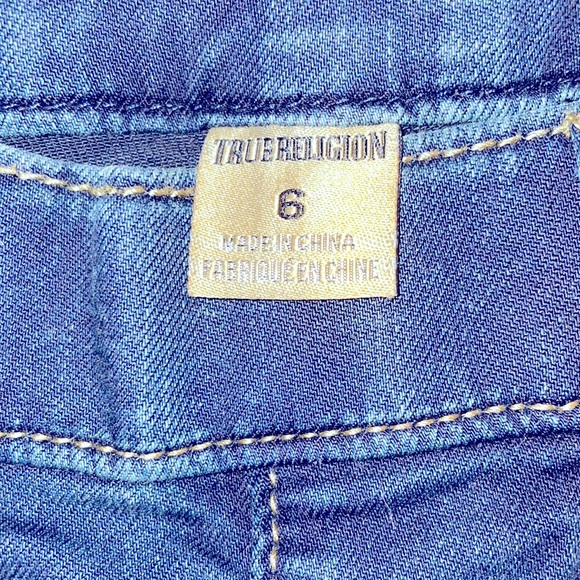 TRUE RELIGION
6
MADE IN CHINA
FABRIQUÉ EN CHINE